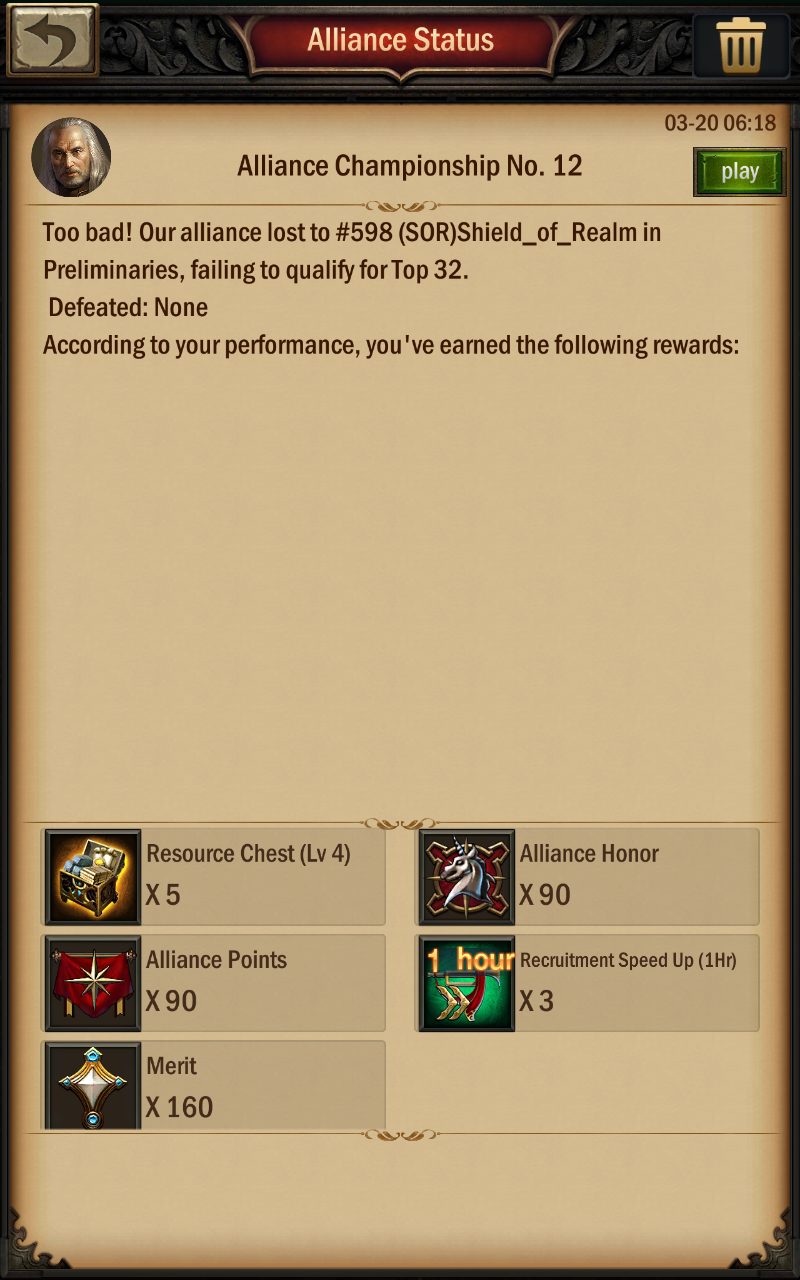 Alliance Status
03-20 06:18
Alliance Championship No. 12
play
Too bad! Our alliance lost to #598 (SOR)Shield_of_Realm in
Preliminaries, failing to qualify for Top 32.
Defeated: None
According to your performance, you've earned the following rewards:
Resource Chest (Lv 4)
X 5
Alliance Honor
X 90
Alliance Points
X 90
1 hour
Recruitment Speed Up (1Hr)
X 3
Merit
X 160